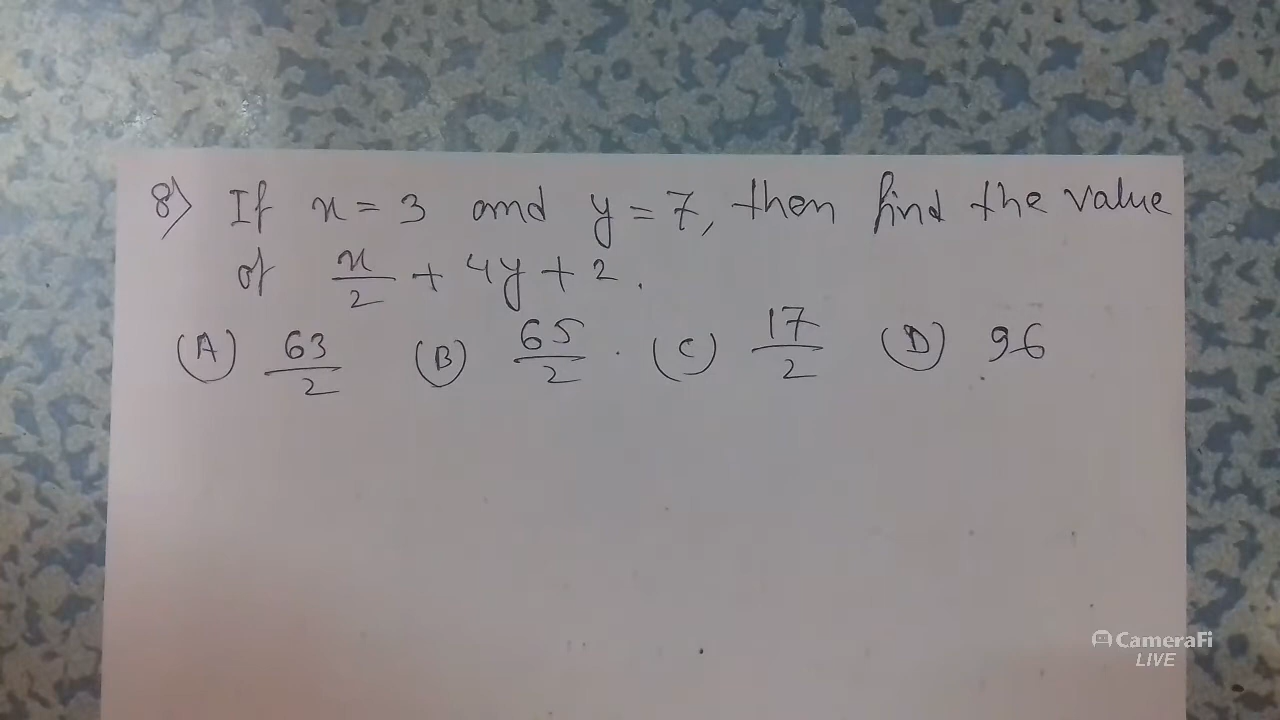 8) If x = 3 and y = 7, then find the value
of x/2 + 4y + 2.
(A) 63/2 (B) 65/2 . (C) 17/2 (D) 96
CameraFi
LIVE